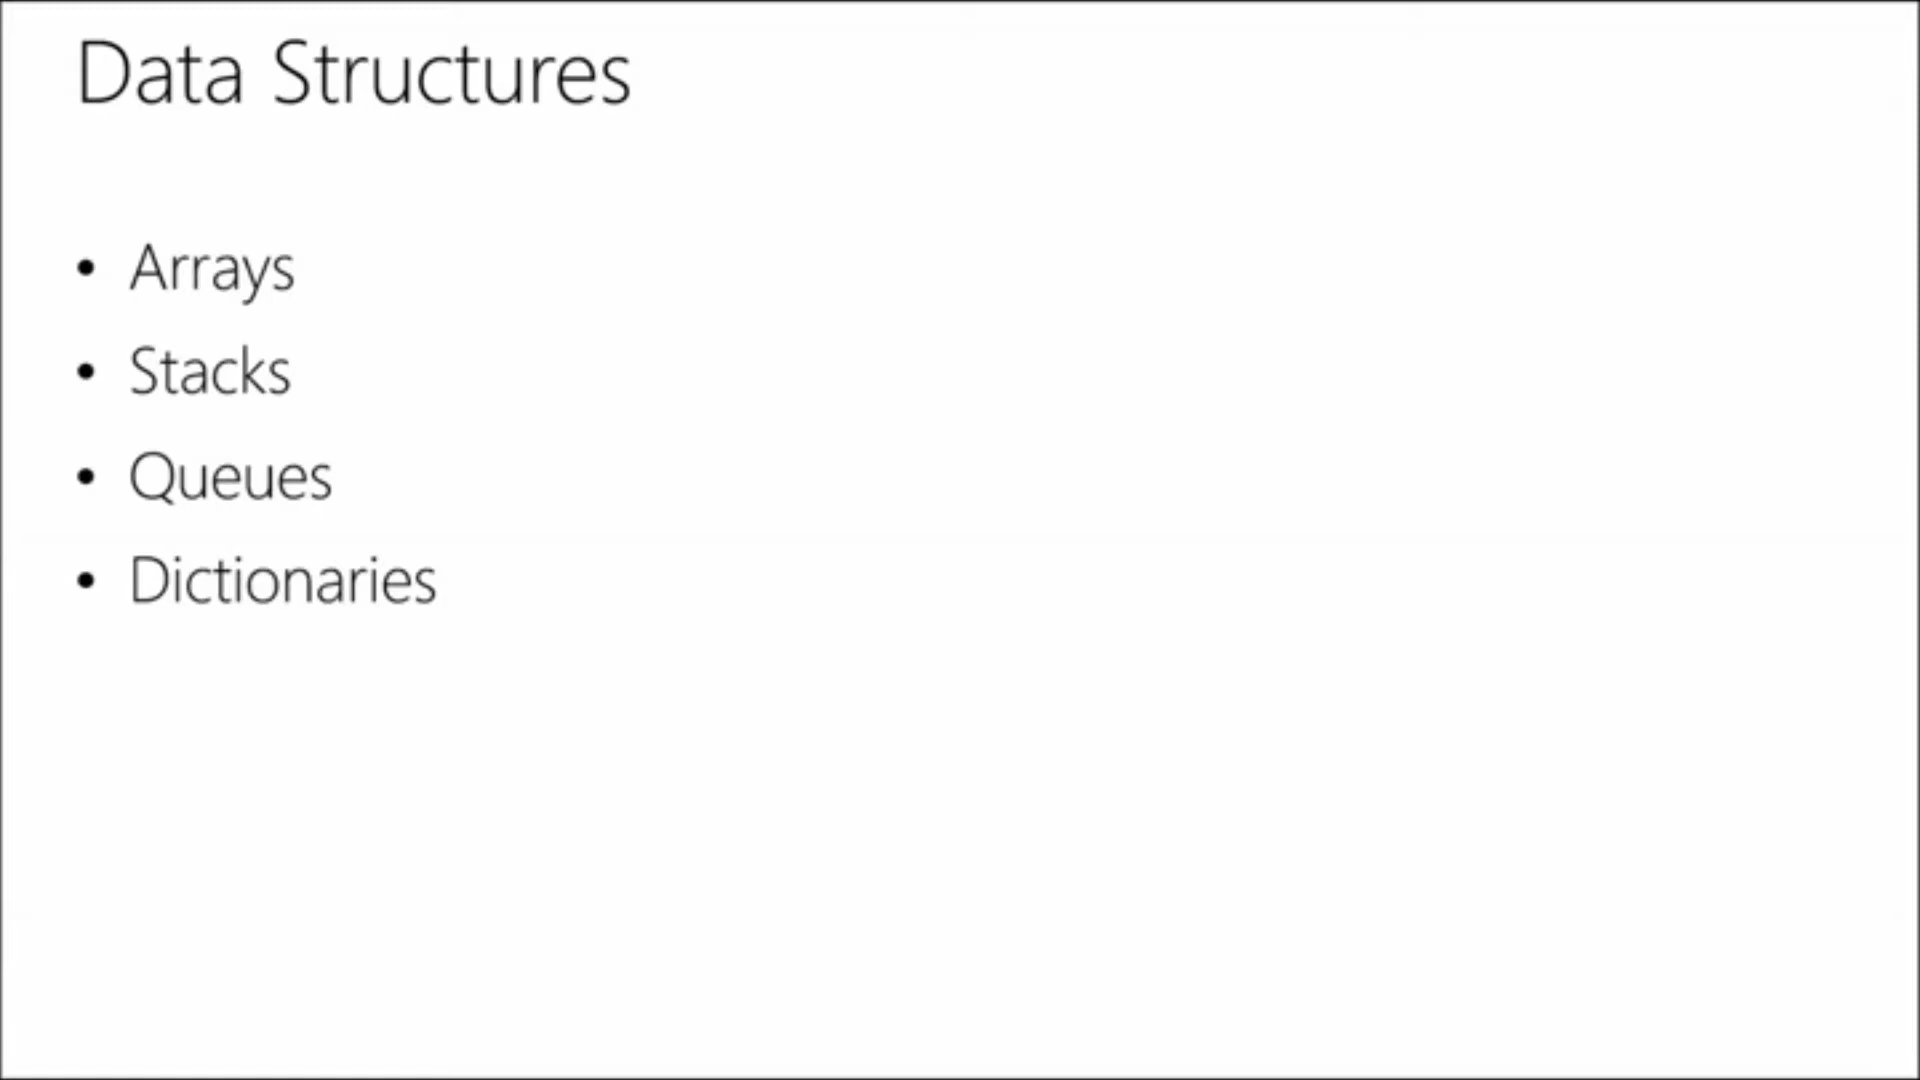 Data Structures
• Arrays
• Stacks
• Queues
• Dictionaries